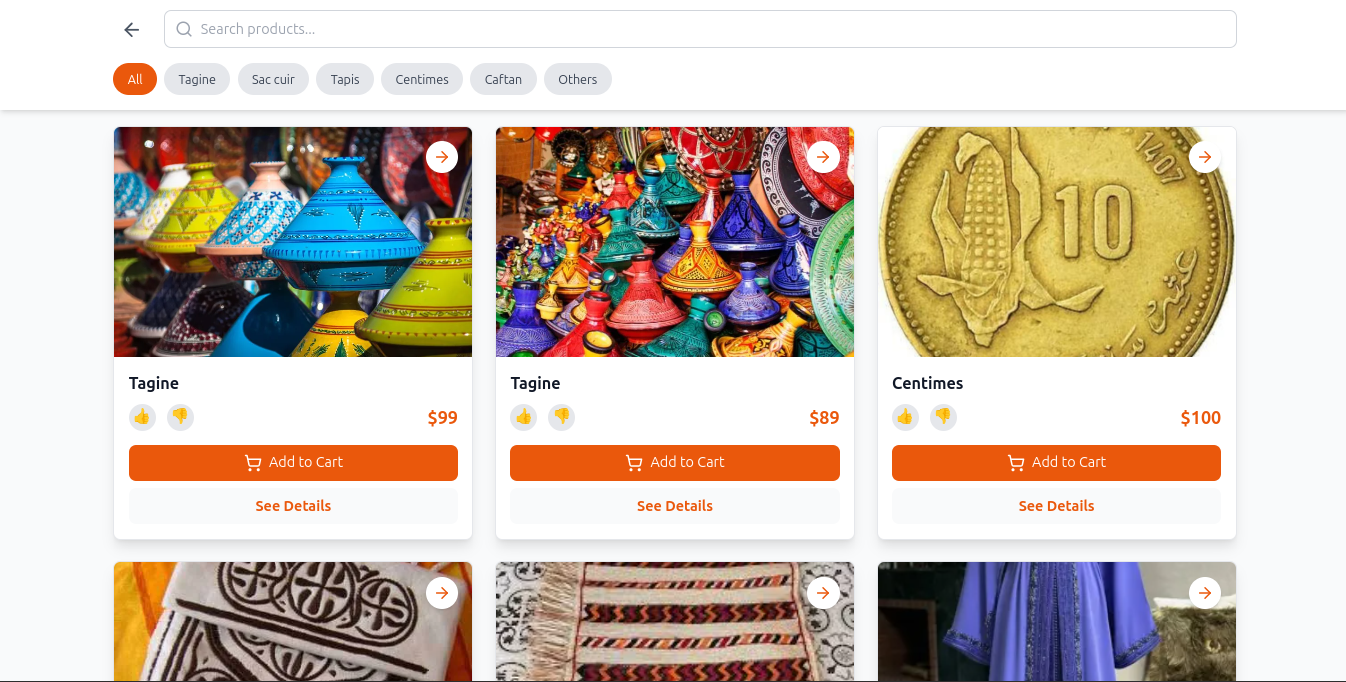 Search products...
All
Tagine
Sac cuir
Tapis
Centimes
Caftan
Others
10
1407
Tagine
Tagine
Centimes
👍 👎 $99
👍 👎 $89
👍 👎 $100
Add to Cart
Add to Cart
Add to Cart
See Details
See Details
See Details